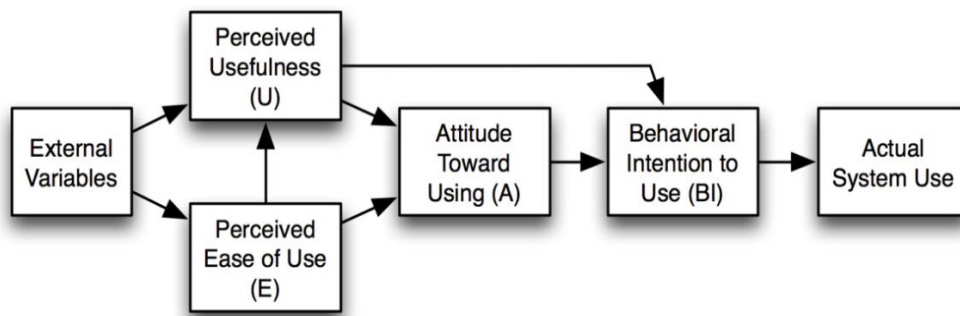 External
Variables
Perceived
Usefulness
(U)
Perceived
Ease of Use
(E)
Attitude
Toward
Using (A)
Behavioral
Intention to
Use (BI)
Actual
System Use